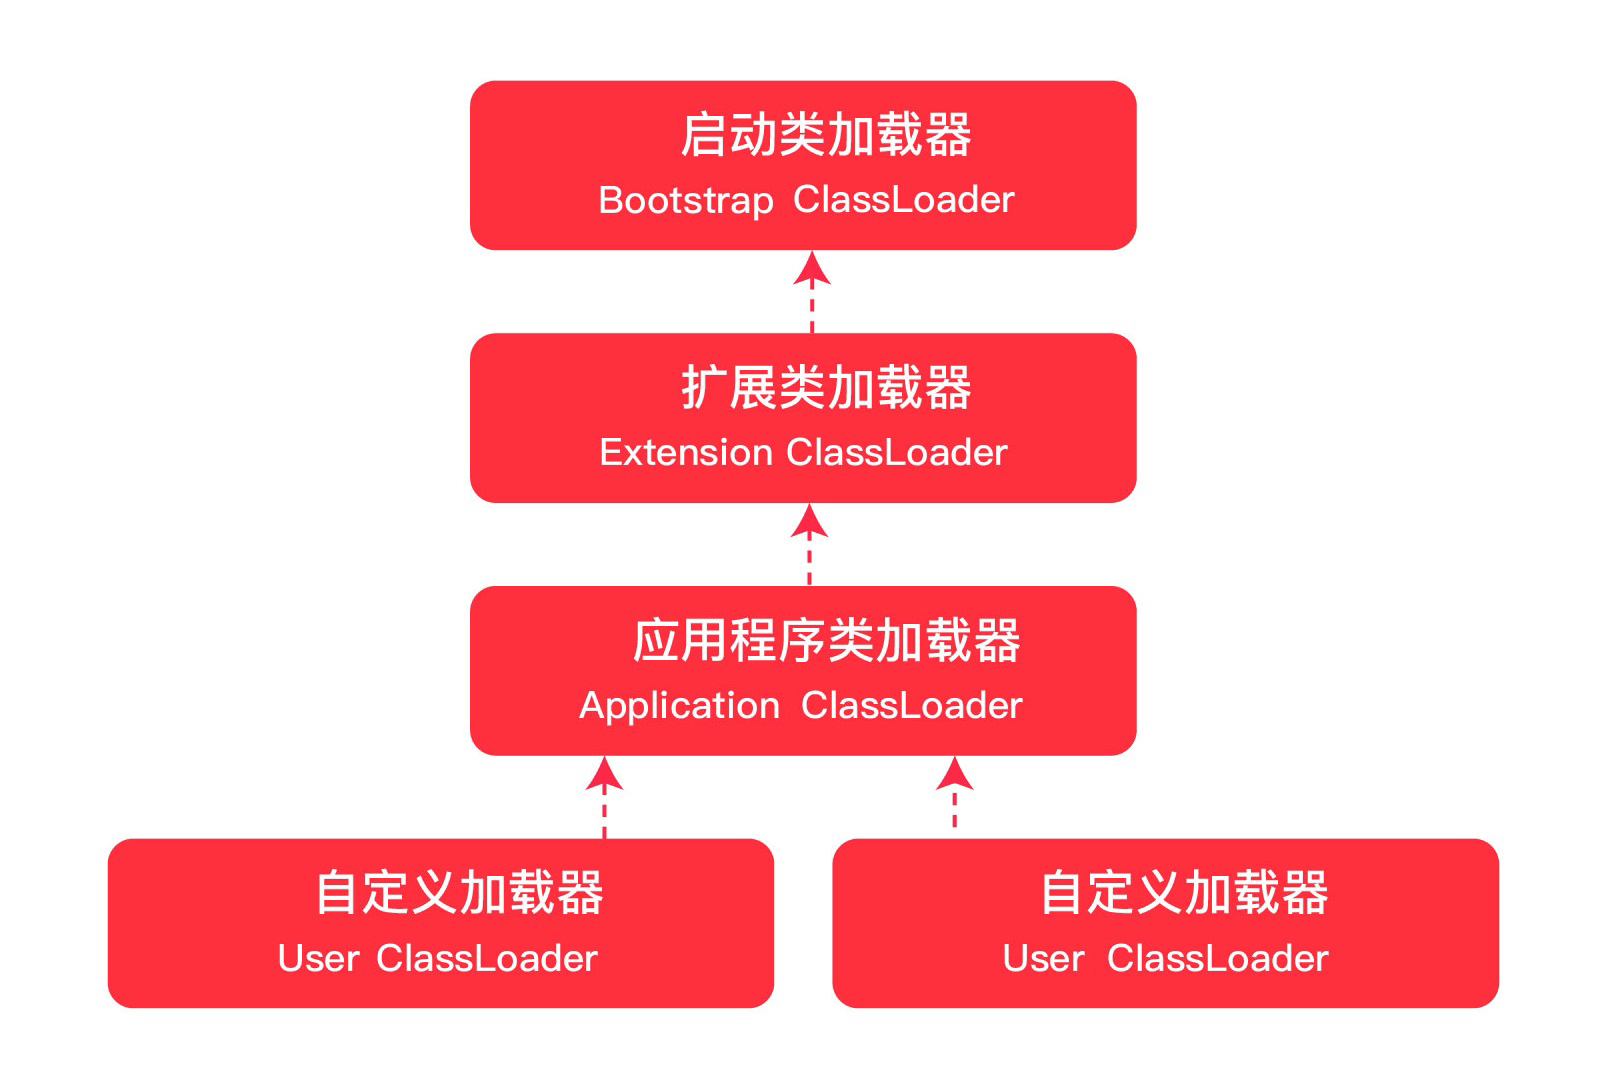 启动类加载器
Bootstrap ClassLoader
扩展类加载器
Extension ClassLoader
应用程序类加载器
Application ClassLoader
自定义加载器
User ClassLoader
自定义加载器
User ClassLoader